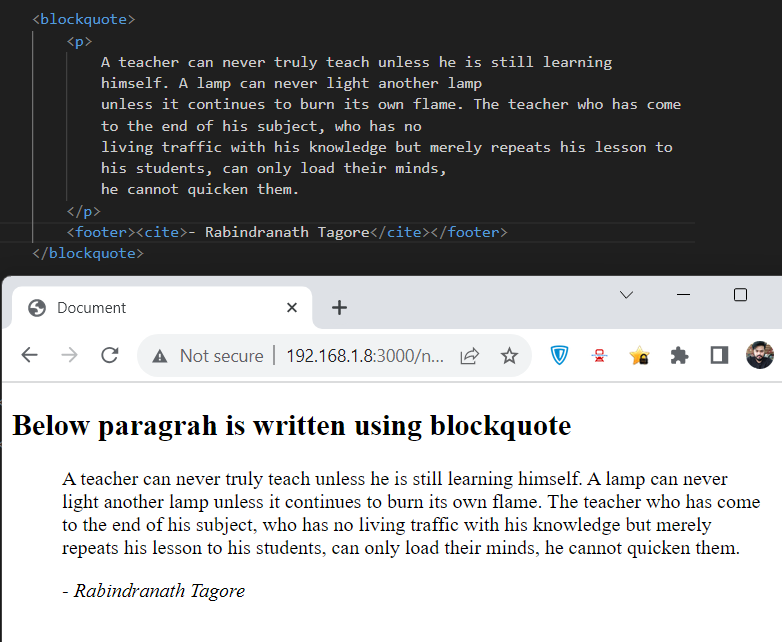 <blockquote>
<p>
A teacher can never truly teach unless he is still learning
himself. A lamp can never light another lamp
unless it continues to burn its own flame. The teacher who has come
to the end of his subject, who has no
living traffic with his knowledge but merely repeats his lesson to
his students, can only load their minds,
he cannot quicken them.
</p>
<footer><cite>- Rabindranath Tagore</cite></footer>
</blockquote>
Document
Not secure | 192.168.1.8:3000/n...
Below paragrah is written using blockquote
A teacher can never truly teach unless he is still learning himself. A lamp can never
light another lamp unless it continues to burn its own flame. The teacher who has come
to the end of his subject, who has no living traffic with his knowledge but merely
repeats his lesson to his students, can only load their minds, he cannot quicken them.
- Rabindranath Tagore